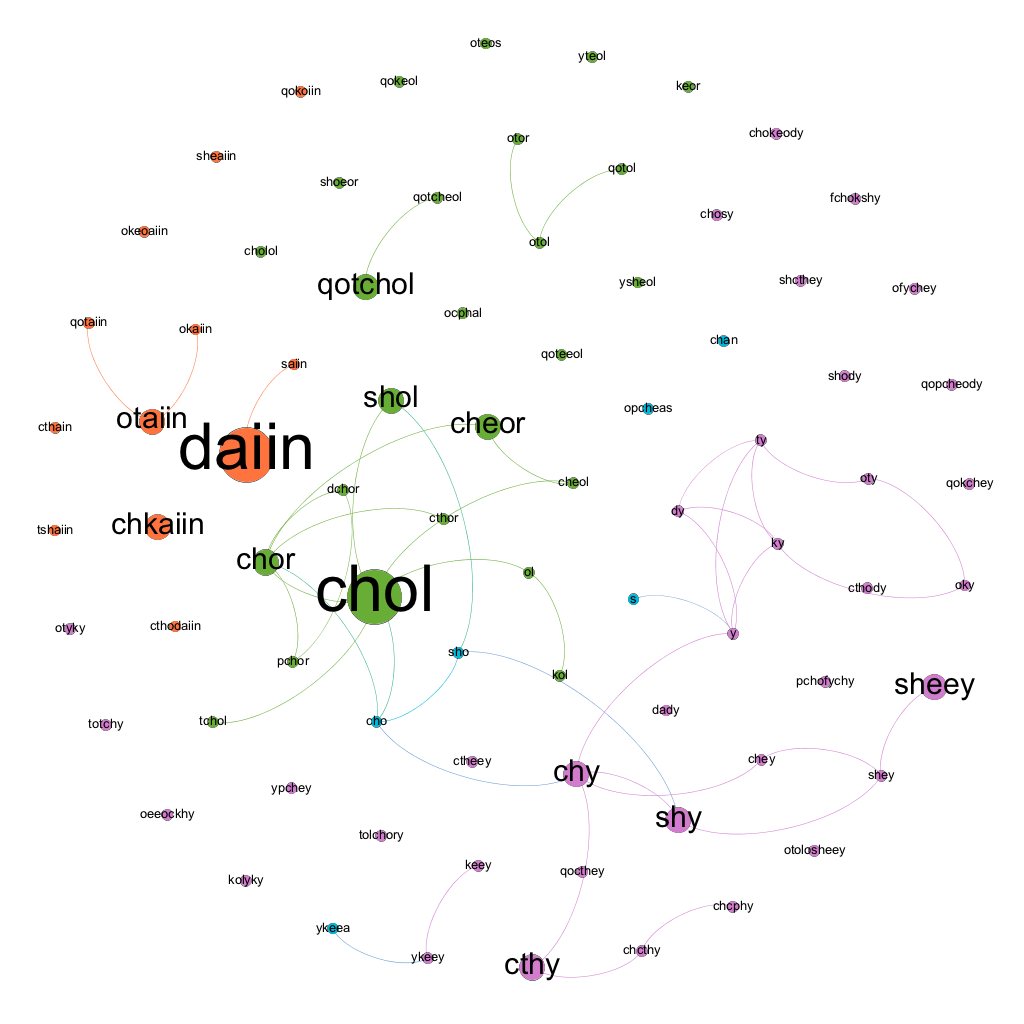 oteos
yteol
qokeol
keor
qokoiin
chokeody
otor
sheaiin
qotol
shoeor
qotcheol
fchokshy
chosy
okeoaiin
otol
cholol
shcthey
ysheol
qotchol
ofychey
ocphal
qotaiin
okaiin
chan
qoteeol
saiin
shody
qopcheody
shol
opcheas
otaiin
cheor
cthain
daiin
ty
oty
cheol
qokchey
dchor
dy
cthor
chkaiin
tshaiin
ky
chor
ol
oky
cthody
chol
s
otyky
cthodaiin
y
sho
pchor
kol
pchofychy
sheey
dady
tchol
cho
totchy
ctheey
chey
chy
shey
ypchey
oeeockhy
shy
tolchory
otolosheey
keey
qocthey
kolyky
chcphy
ykeea
chcthy
ykeey
cthy